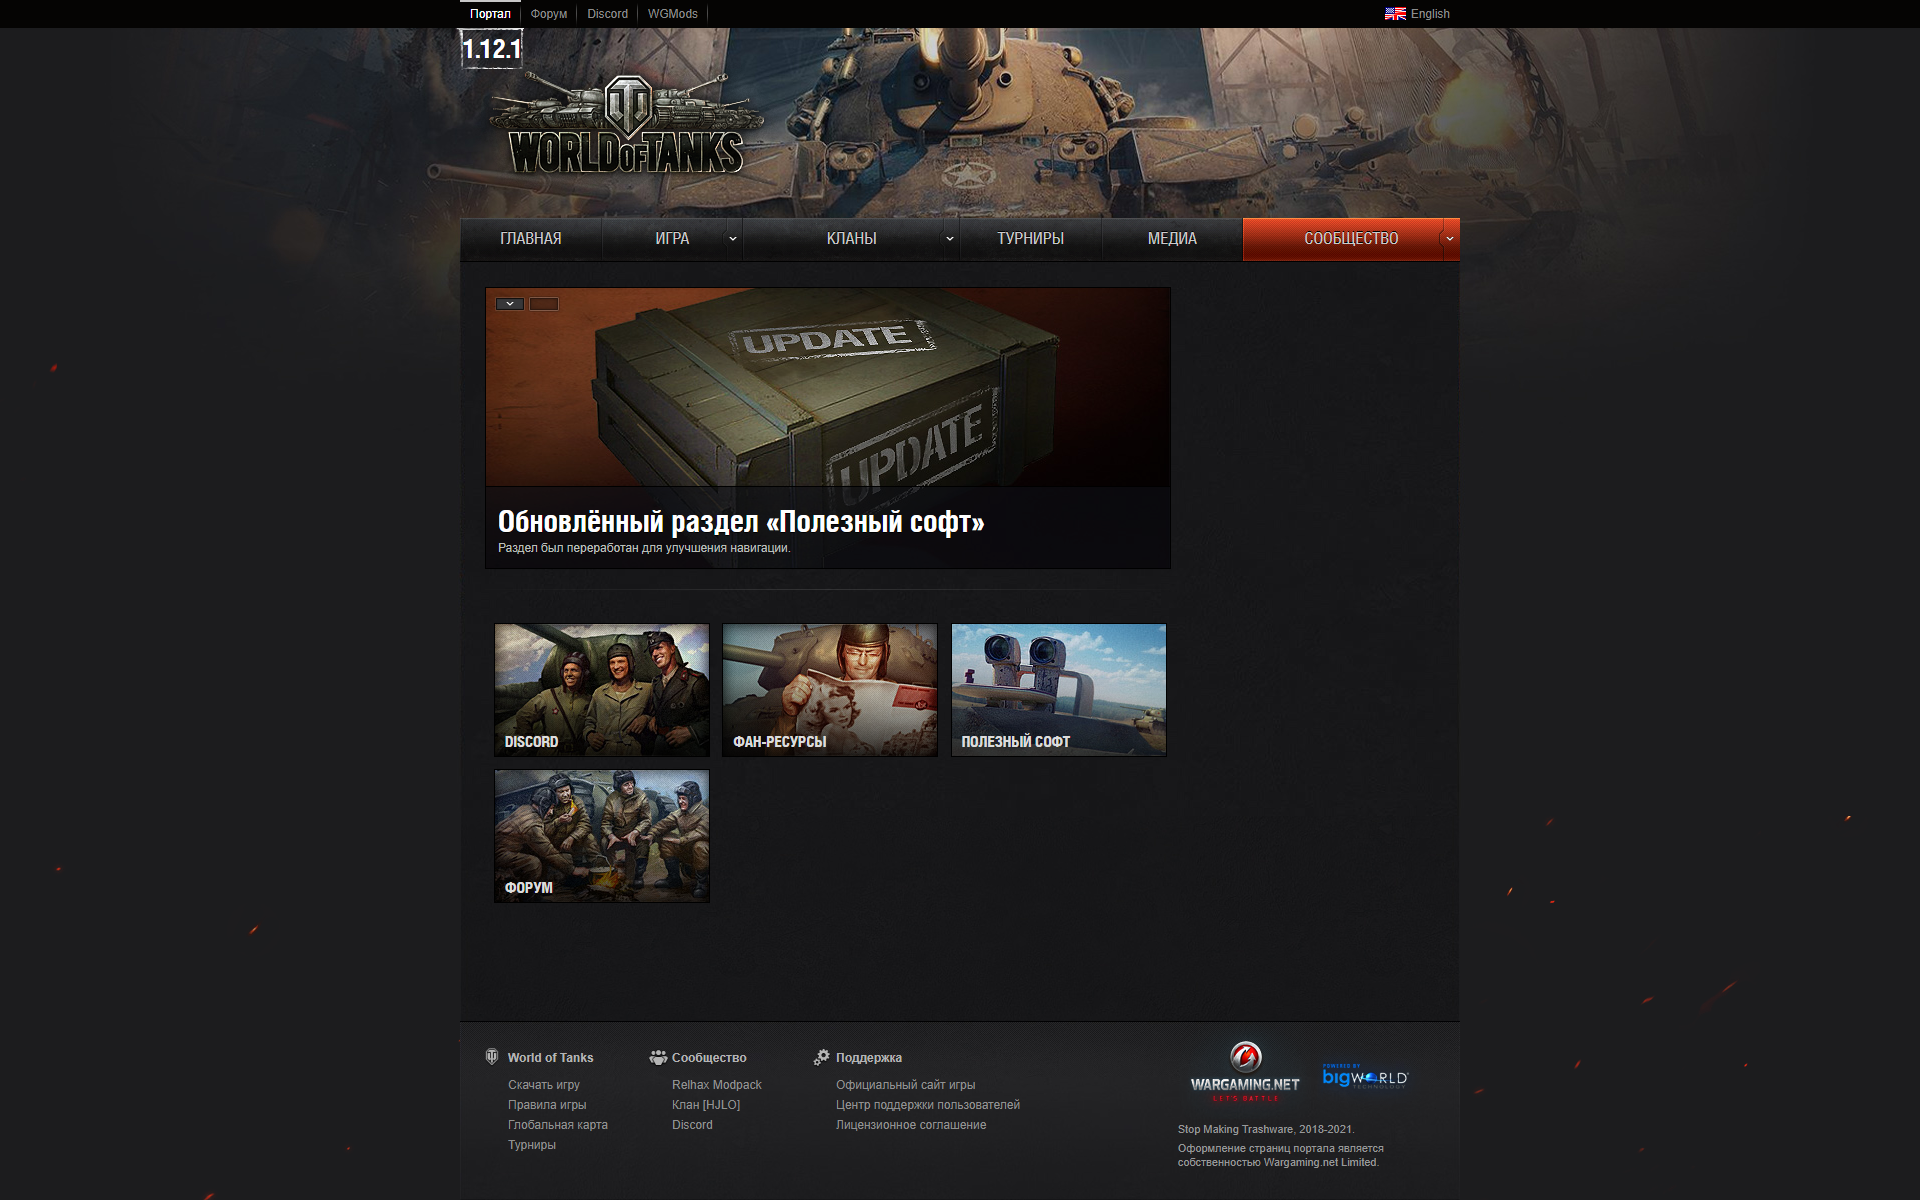 Портал Форум Discord WGMods English
1.12.1
WORLD OF TANKS
ГЛАВНАЯ ИГРА КЛАНЫ ТУРНИРЫ МЕДИА СООБЩЕСТВО
UPDATE
UPDATE
Обновлённый раздел «Полезный софт»
Раздел был переработан для улучшения навигации.
DISCORD ФАН-РЕСУРСЫ ПОЛЕЗНЫЙ СОФТ
ФОРУМ
World of Tanks
Скачать игру
Правила игры
Глобальная карта
Турниры
Сообщество
Relhax Modpack
Клан [HJLO]
Discord
Поддержка
Официальный сайт игры
Центр поддержки пользователей
Лицензионное соглашение
WARGAMING.NET
LET'S BATTLE
POWERED BY
BIGWORLD
TECHNOLOGY
Stop Making Trashware, 2018-2021.
Оформление страниц портала является
собственностью Wargaming.net Limited.